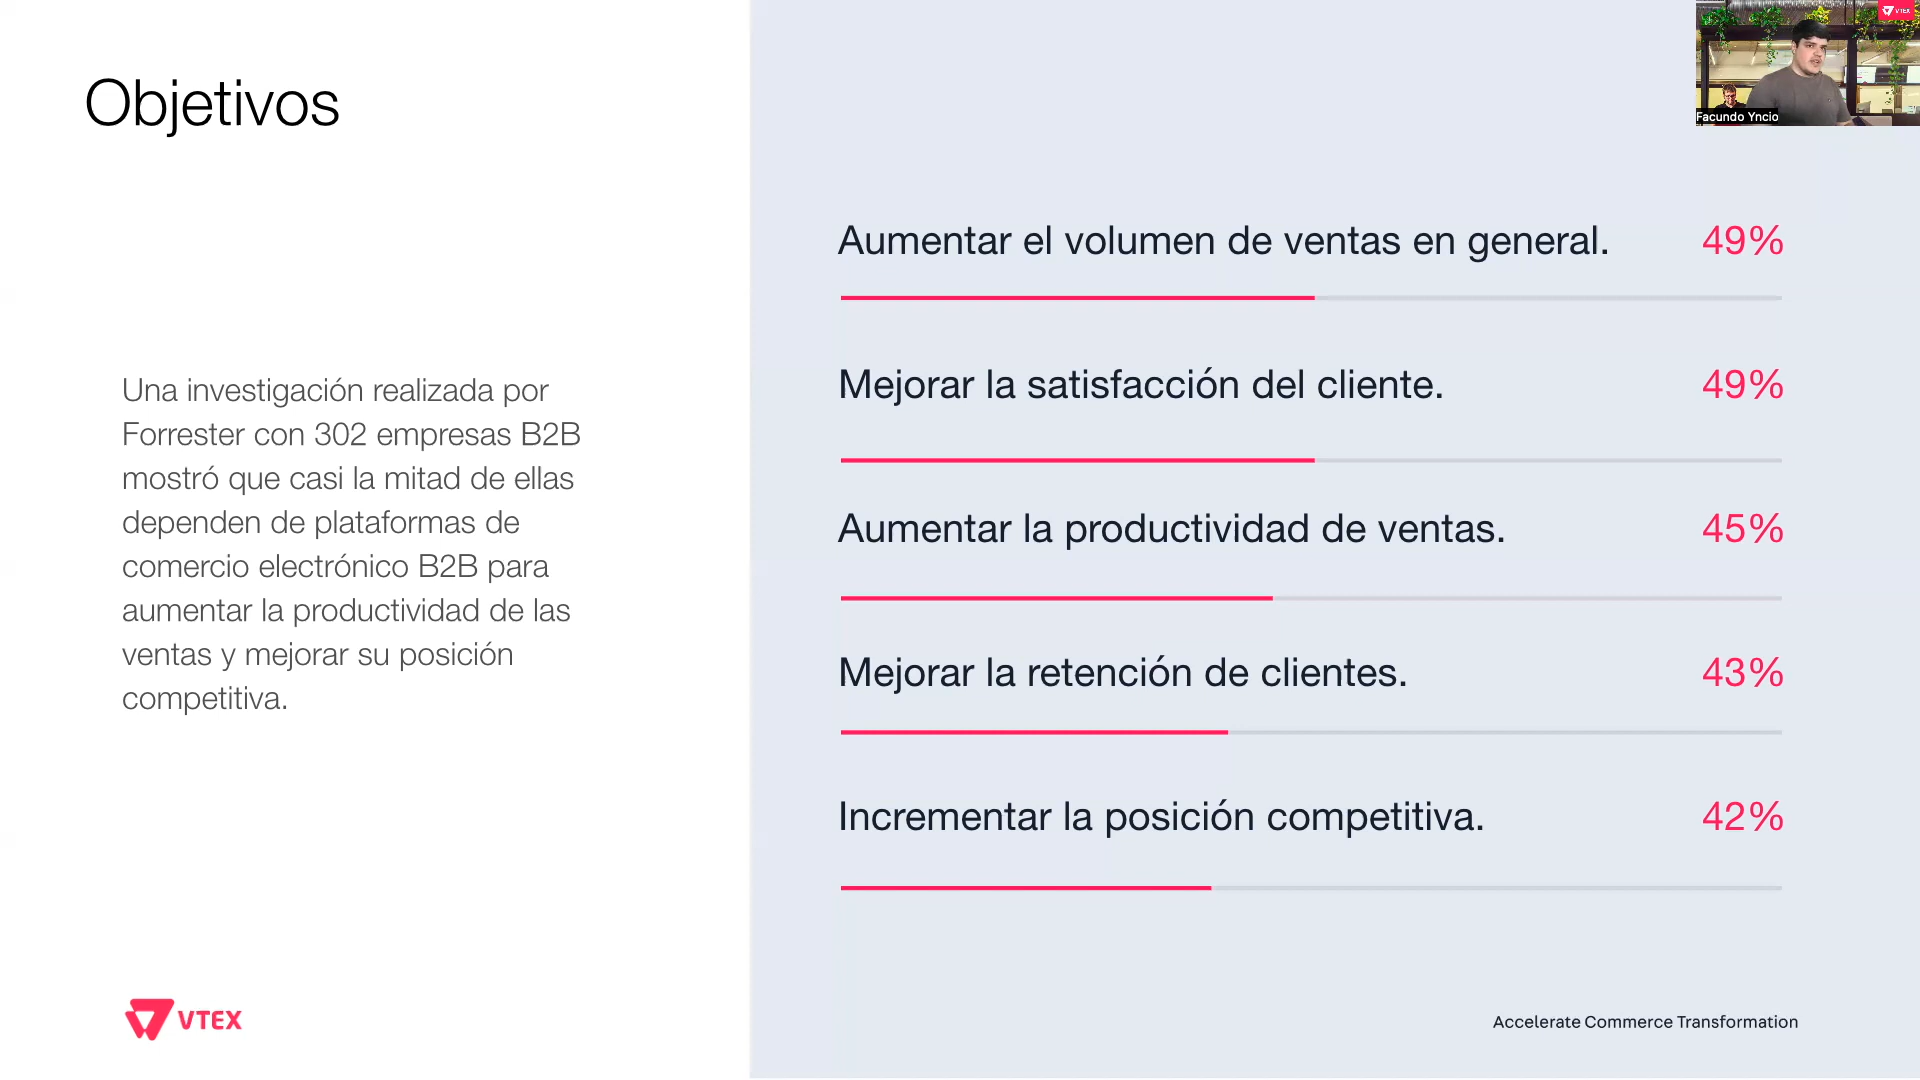 Objetivos
Una investigación realizada por
Forrester con 302 empresas B2B
mostró que casi la mitad de ellas
dependen de plataformas de
comercio electrónico B2B para
aumentar la productividad de las
ventas y mejorar su posición
competitiva.
VTEX
Aumentar el volumen de ventas en general. 49%
Mejorar la satisfacción del cliente. 49%
Aumentar la productividad de ventas. 45%
Mejorar la retención de clientes. 43%
Incrementar la posición competitiva. 42%
Accelerate Commerce Transformation
VTEX
Facundo Yncio